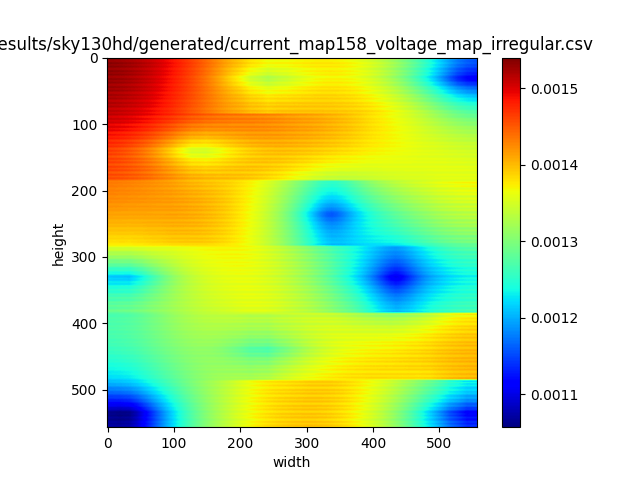 esults/sky130hd/generated/current_map158_voltage_map_irregular.csv
0
100
200
300
400
500
height
0 100 200 300 400 500
width
0.0015
0.0014
0.0013
0.0012
0.0011